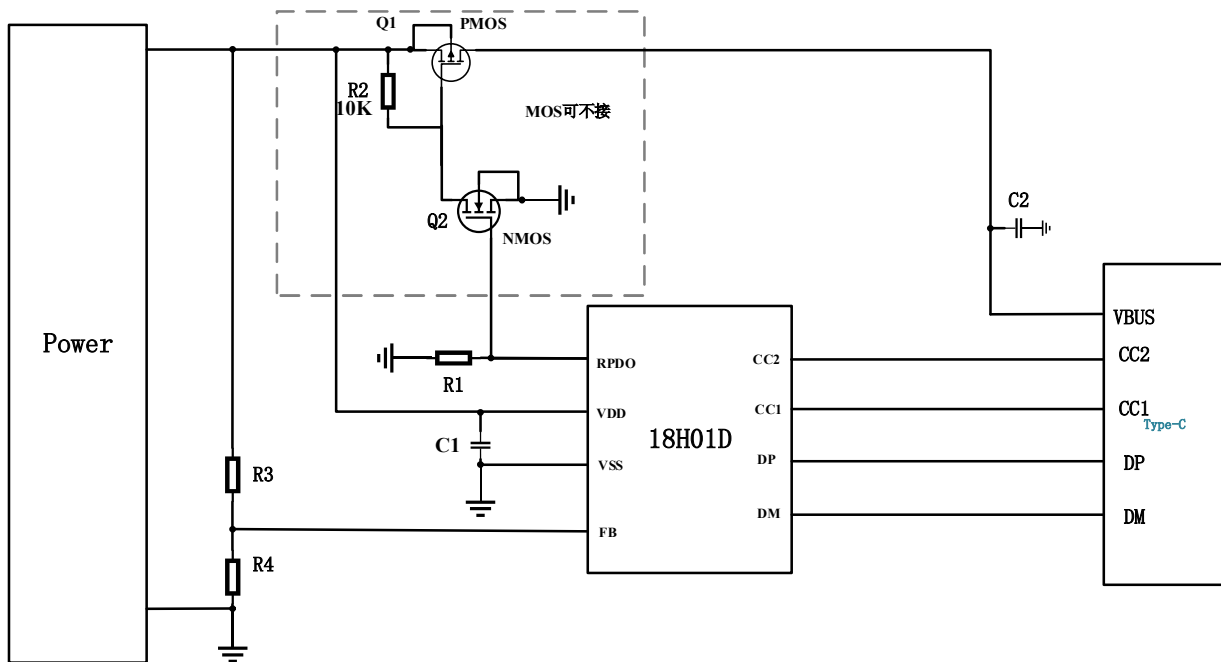 Q1
PMOS
R2
10K
MOS可不接
Q2
NMOS
C2
Power
R1
C1
R3
R4
RPDO
VDD
VSS
FB
18H01D
CC2
CC1
DP
DM
VBUS
CC2
CC1
Type-C
DP
DM